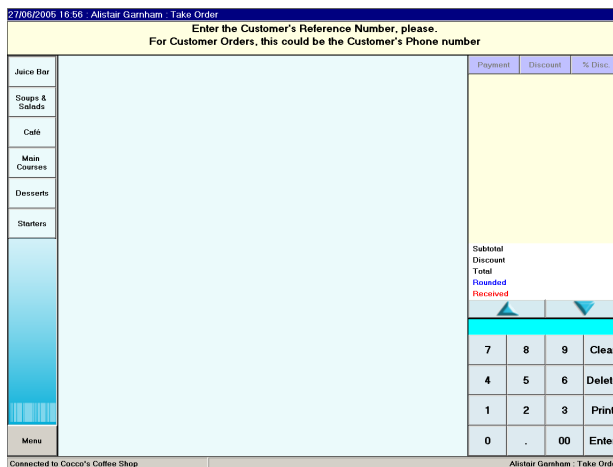 27/06/2005 16:56 : Alistair Garnham : Take Order
Enter the Customer's Reference Number, please.
For Customer Orders, this could be the Customer's Phone number
Juice Bar
Soups &
Salads
Café
Main
Courses
Desserts
Starters
Menu
Payment Discount % Disc.
Subtotal
Discount
Total
Rounded
Received
7 8 9 Clea
4 5 6 Delet
1 2 3 Print
0 . 00 Ente
Connected to Cocco's Coffee Shop
Alistair Garnham : Take Orde